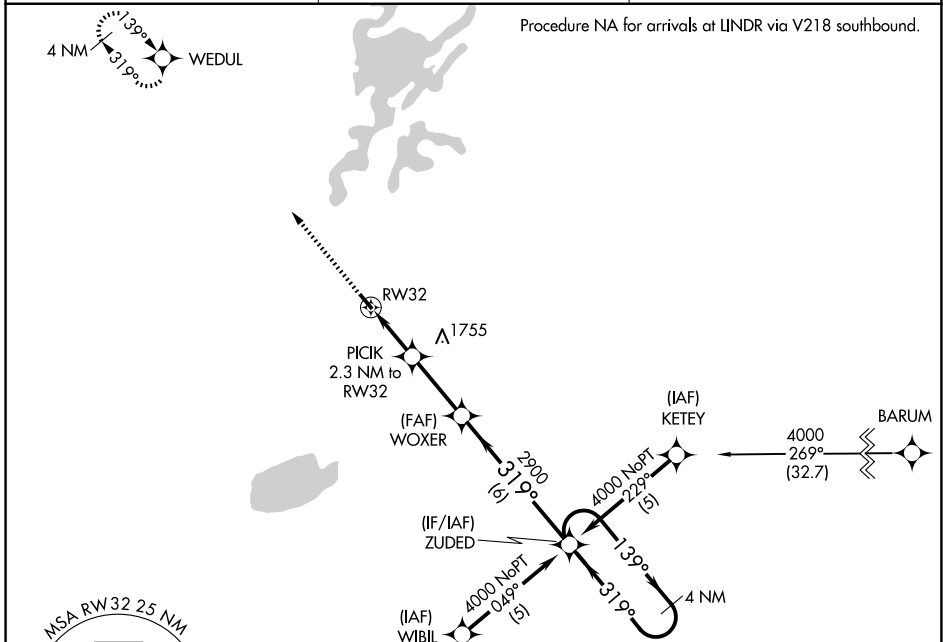 Procedure NA for arrivals at LINDR via V218 southbound.
139°
4 NM
319°
WEDUL
RW32
1755
PICIK
2.3 NM to
RW32
(FAF)
WOXER
(IAF)
KETEY
BARUM
4000
269°
(32.7)
2900
319°
(6)
4000 NoPT
229°
(5)
(IF/IAF)
ZUDED
139°
319°
4 NM
4000 NoPT
049°
(5)
(IAF)
WIBIL
MSA RW32 25 NM